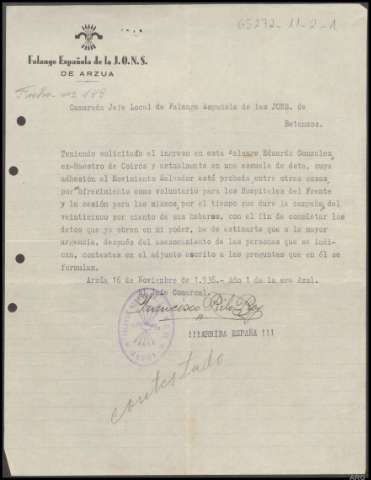 65272-11-2-1
Falange Española de la J.O.N.S.
DE ARZUA
Camarada Jefe Local de Falange Española de las JONS. de
Betanzos.
Teniendo solicitado el ingreso en esta Falange Eduardo Gonzalez,
ex-Maestro de Coirós y actualmente en una escuela de ésta, cuya
adhesión al Movimiento Salvador está probada entre otras cosas,
por ofrecimiento como voluntario para los Hospitales del Frente
y la cesión para los mismos, por el tiempo que dure la campaña, del
veinticinco por ciento de sus haberes, con el fin de completar los
datos que ya obran en mi poder, he de estimarte que a la mayor
urgencia, después del asesoramiento de las personas que se indi-
can, contestes en el adjunto escrito a las preguntas que en él se
formulan.
Arzúa 16 de Noviembre de 1.936.- Año 1 de la era Azul.
El Jefe Comarcal,
Francisco
!!!ARRIBA ESPAÑA !!!
contestado